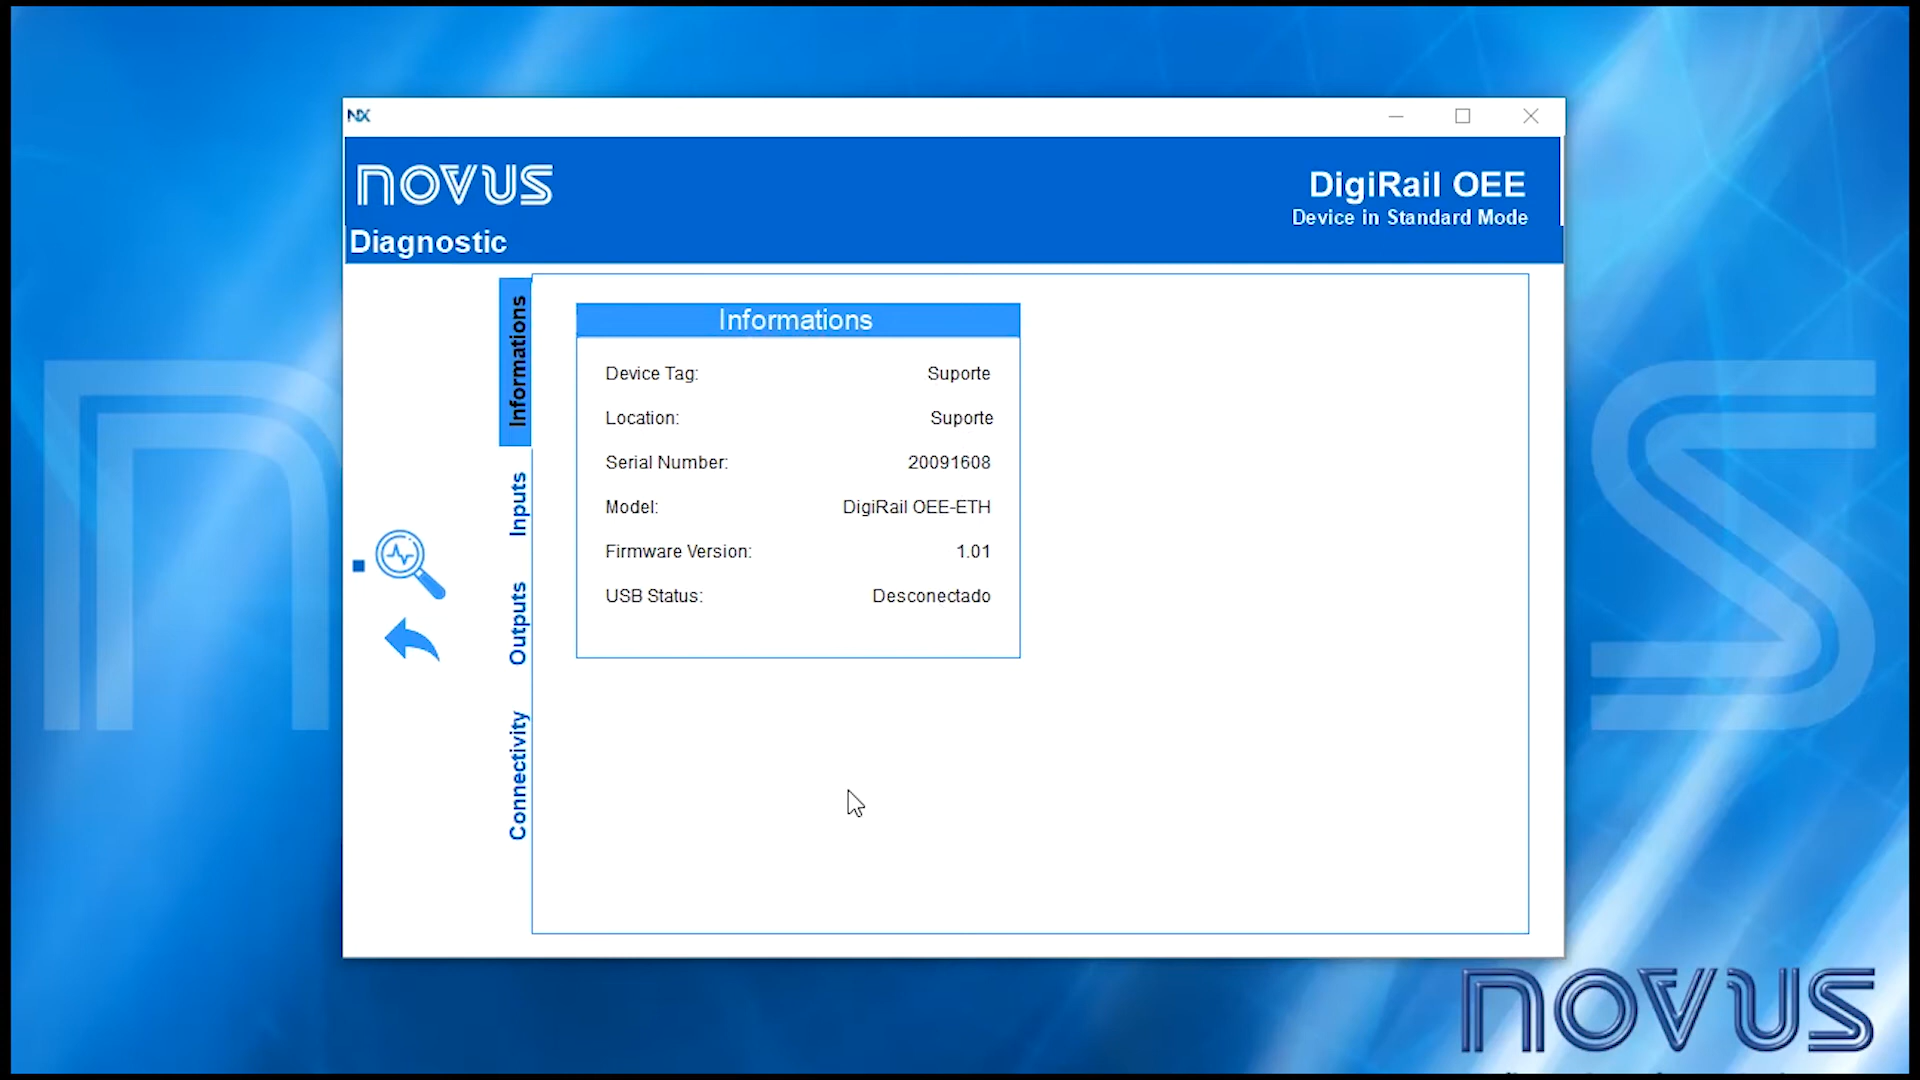 NX
novus
DigiRail OEE
Device in Standard Mode
Diagnostic
Informations
Inputs
Outputs
Connectivity
Informations
Device Tag: Suporte
Location: Suporte
Serial Number: 20091608
Model: DigiRail OEE-ETH
Firmware Version: 1.01
USB Status: Desconectado
n S
novus